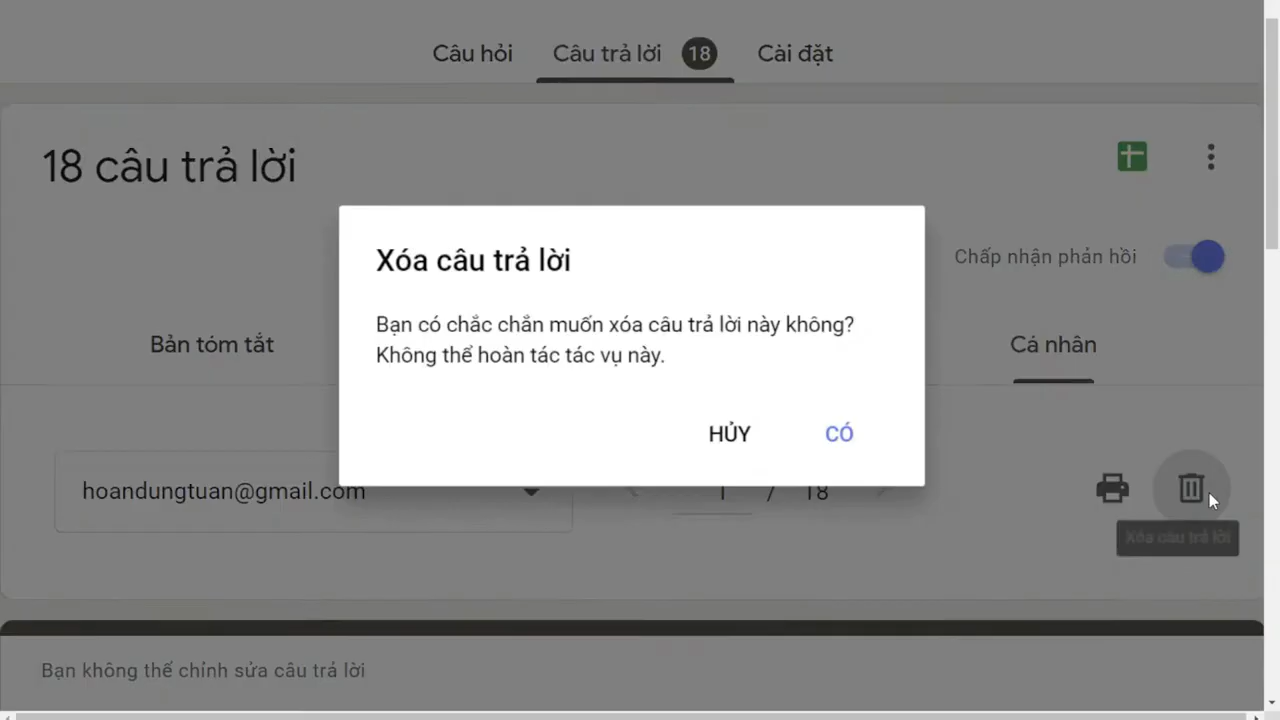 Câu hỏi
Câu trả lời 18
Cài đặt
18 câu trả lời
Chấp nhận phản hồi
Xóa câu trả lời
Bạn có chắc chắn muốn xóa câu trả lời này không?
Không thể hoàn tác tác vụ này.
HỦY
CÓ
Bản tóm tắt
Cá nhân
hoandungtuan@gmail.com
1 / 18
Xóa câu trả lời
Bạn không thể chỉnh sửa câu trả lời